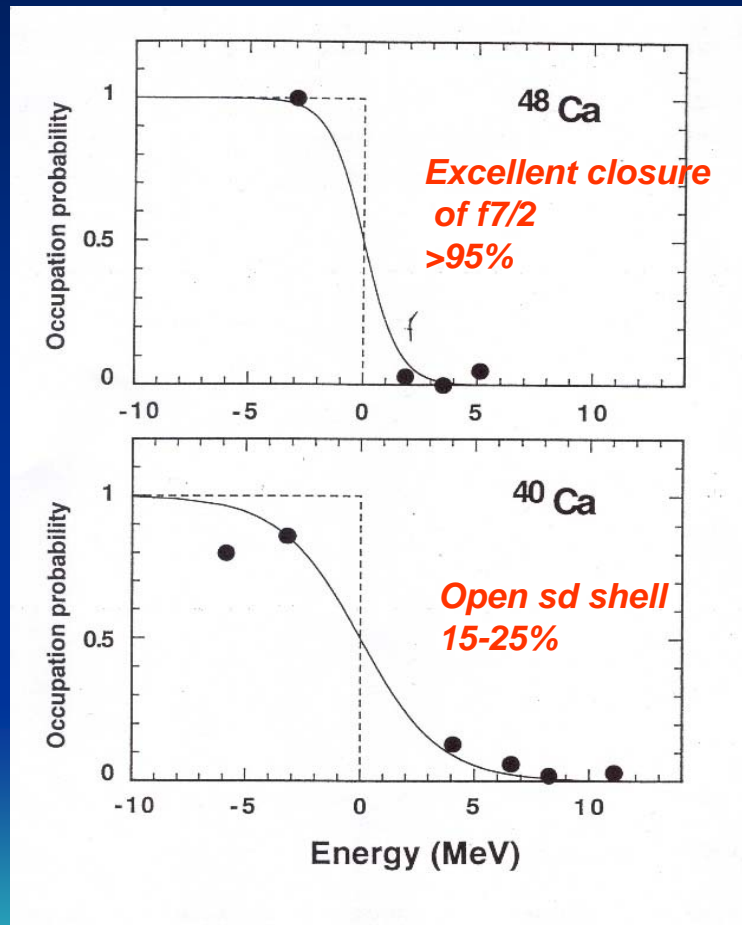 48 Ca
Excellent closure
of f7/2
>95%
Occupation probability
1
0.5
0
-10 -5 0 5 10
40 Ca
Open sd shell
15-25%
Occupation probability
1
0.5
0
-10 -5 0 5 10
Energy (MeV)